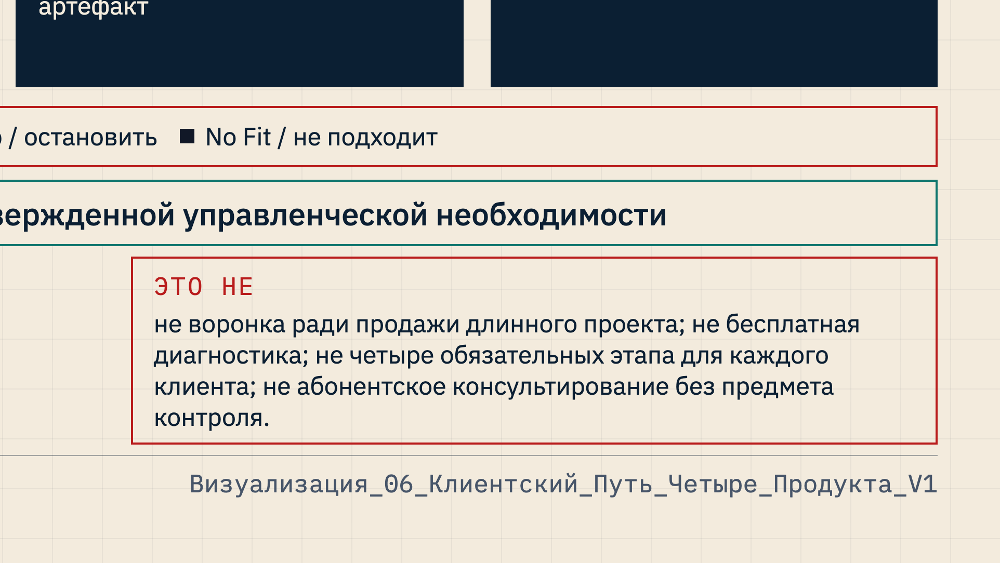 артефакт
/ остановить ■ No Fit / не подходит
управленческой необходимости
ЭТО НЕ
не воронка ради продажи длинного проекта; не бесплатная
диагностика; не четыре обязательных этапа для каждого
клиента; не абонентское консультирование без предмета
контроля.
Визуализация_06_Клиентский_Путь_Четыре_Продукта_V1